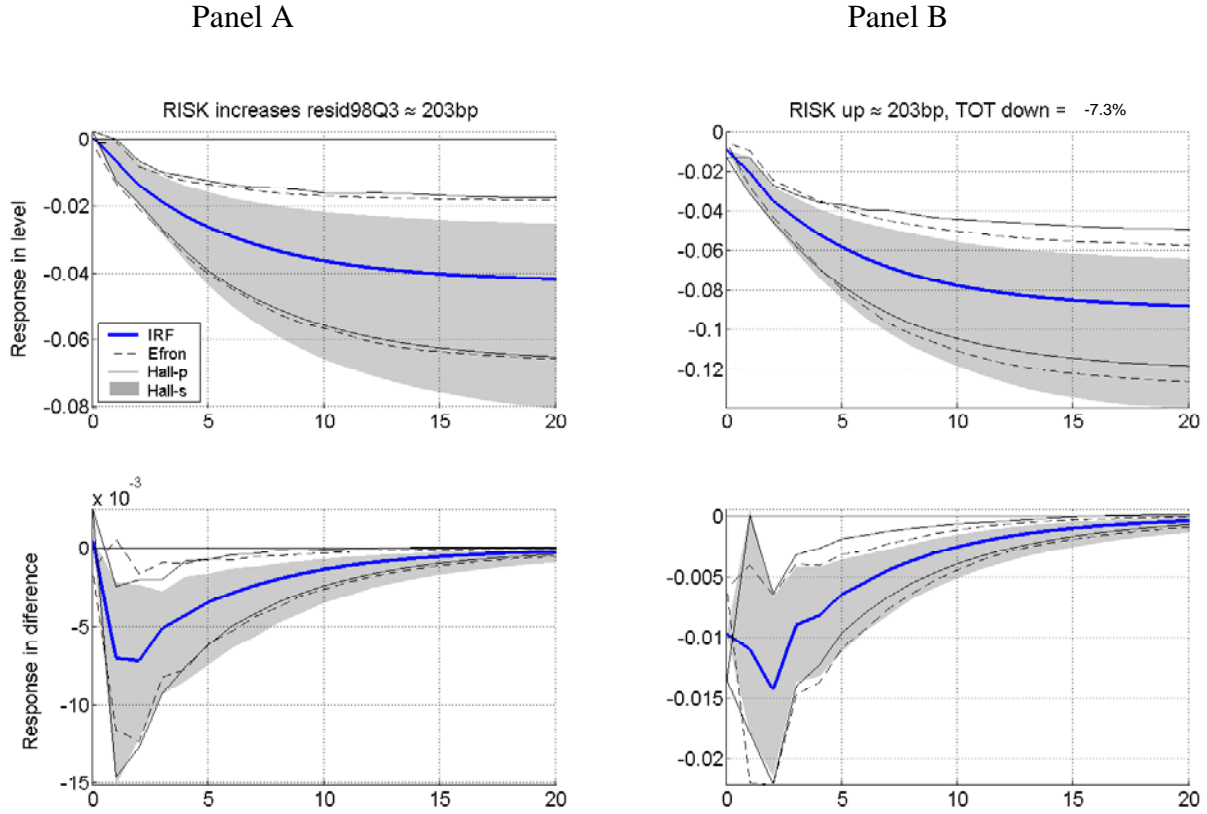 Panel A
Panel B
RISK increases resid98Q3 ≈ 203bp
RISK up ≈ 203bp, TOT down = -7.3%
Response in level
0
-0.02
-0.04
-0.06
-0.08
IRF
Efron
Hall-p
Hall-s
0 5 10 15 20
0
-0.02
-0.04
-0.06
-0.08
-0.1
-0.12
0 5 10 15 20
Response in difference
x 10^-3
0
-5
-10
-15
0 5 10 15 20
0
-0.005
-0.01
-0.015
-0.02
0 5 10 15 20